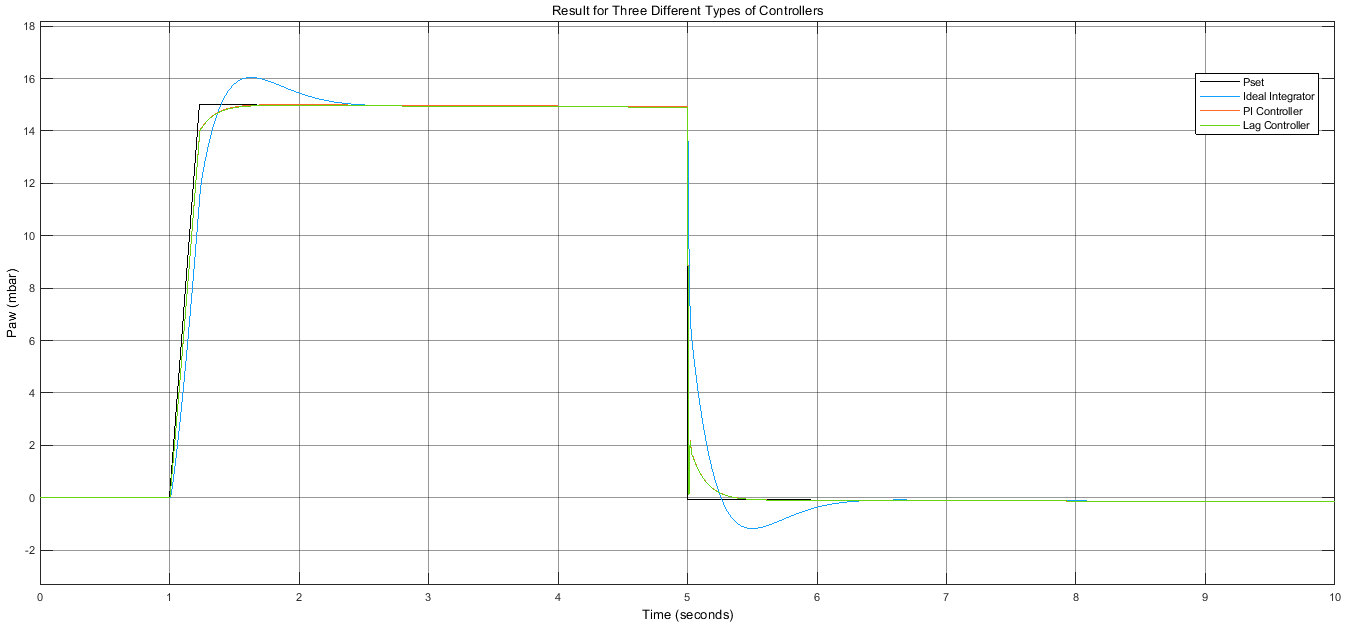 Result for Three Different Types of Controllers
18
16
14
12
10
8
6
4
2
0
-2
Paw (mbar)
Pset
Ideal Integrator
PI Controller
Lag Controller
0 1 2 3 4 5 6 7 8 9 10
Time (seconds)